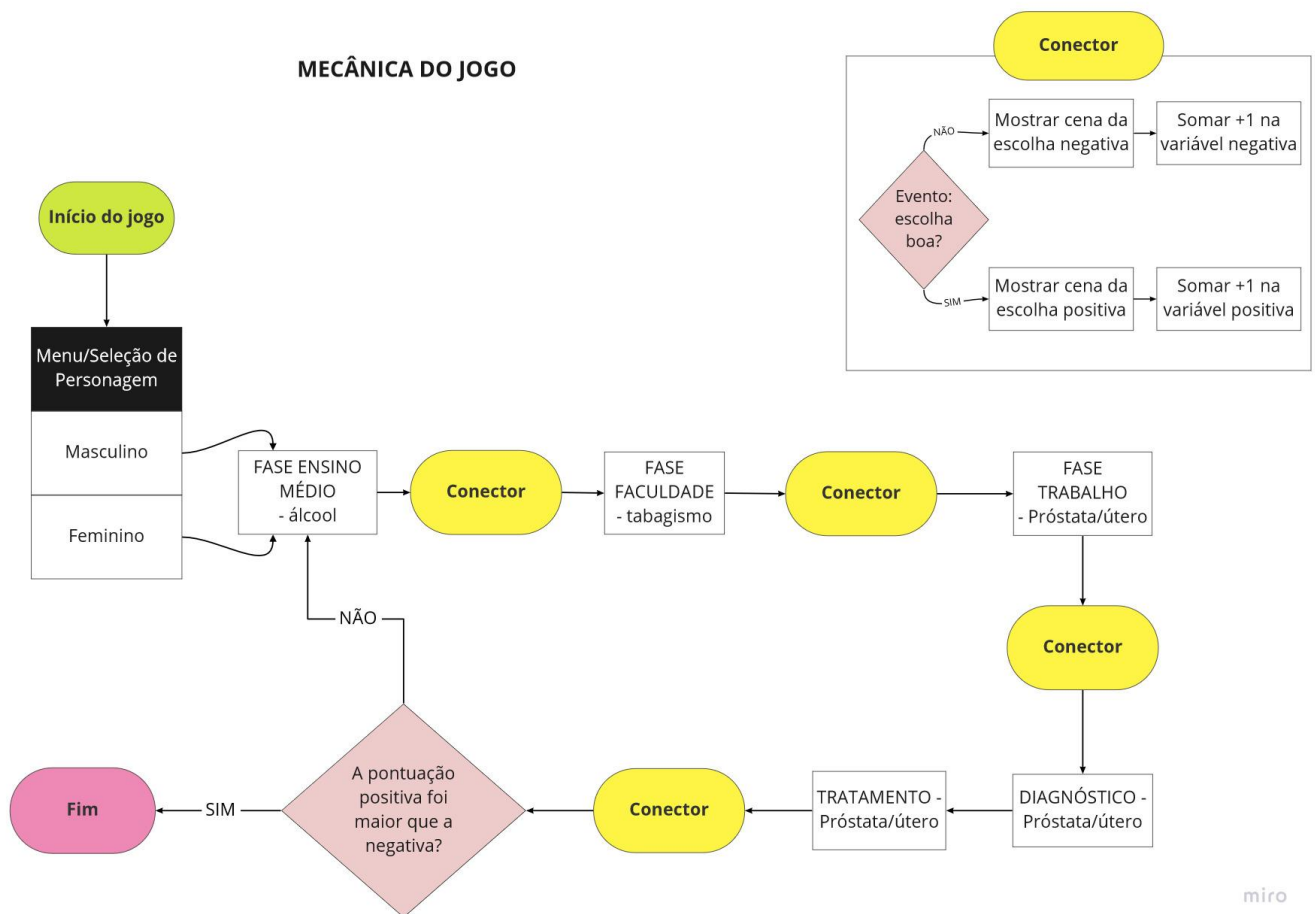 MECÂNICA DO JOGO
Conector
Evento:
escolha
boa?
NÃO
Mostrar cena da
escolha negativa
Somar +1 na
variável negativa
SIM
Mostrar cena da
escolha positiva
Somar +1 na
variável positiva
Início do jogo
Menu/Seleção de
Personagem
Masculino
Feminino
FASE ENSINO
MÉDIO
- álcool
Conector
FASE
FACULDADE
- tabagismo
Conector
FASE
TRABALHO
- Próstata/útero
Conector
DIAGNÓSTICO -
Próstata/útero
TRATAMENTO -
Próstata/útero
Conector
A pontuação
positiva foi
maior que a
negativa?
NÃO
SIM
Fim
miro